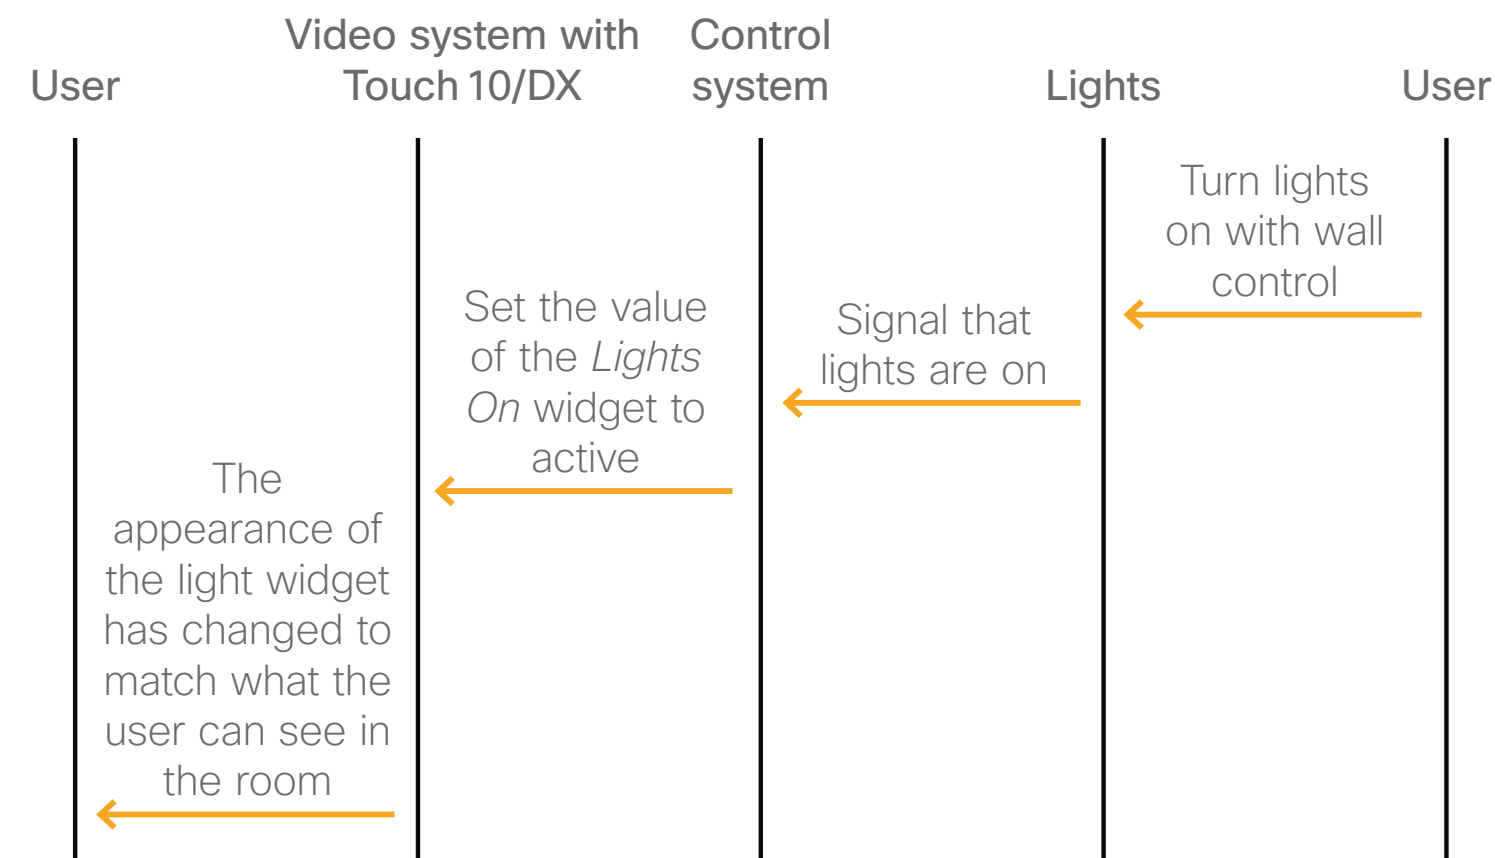 User
Video system with
Touch 10/DX
Control
system
Lights
User
Turn lights
on with wall
control
Signal that
lights are on
Set the value
of the Lights
On widget to
active
The
appearance of
the light widget
has changed to
match what the
user can see in
the room